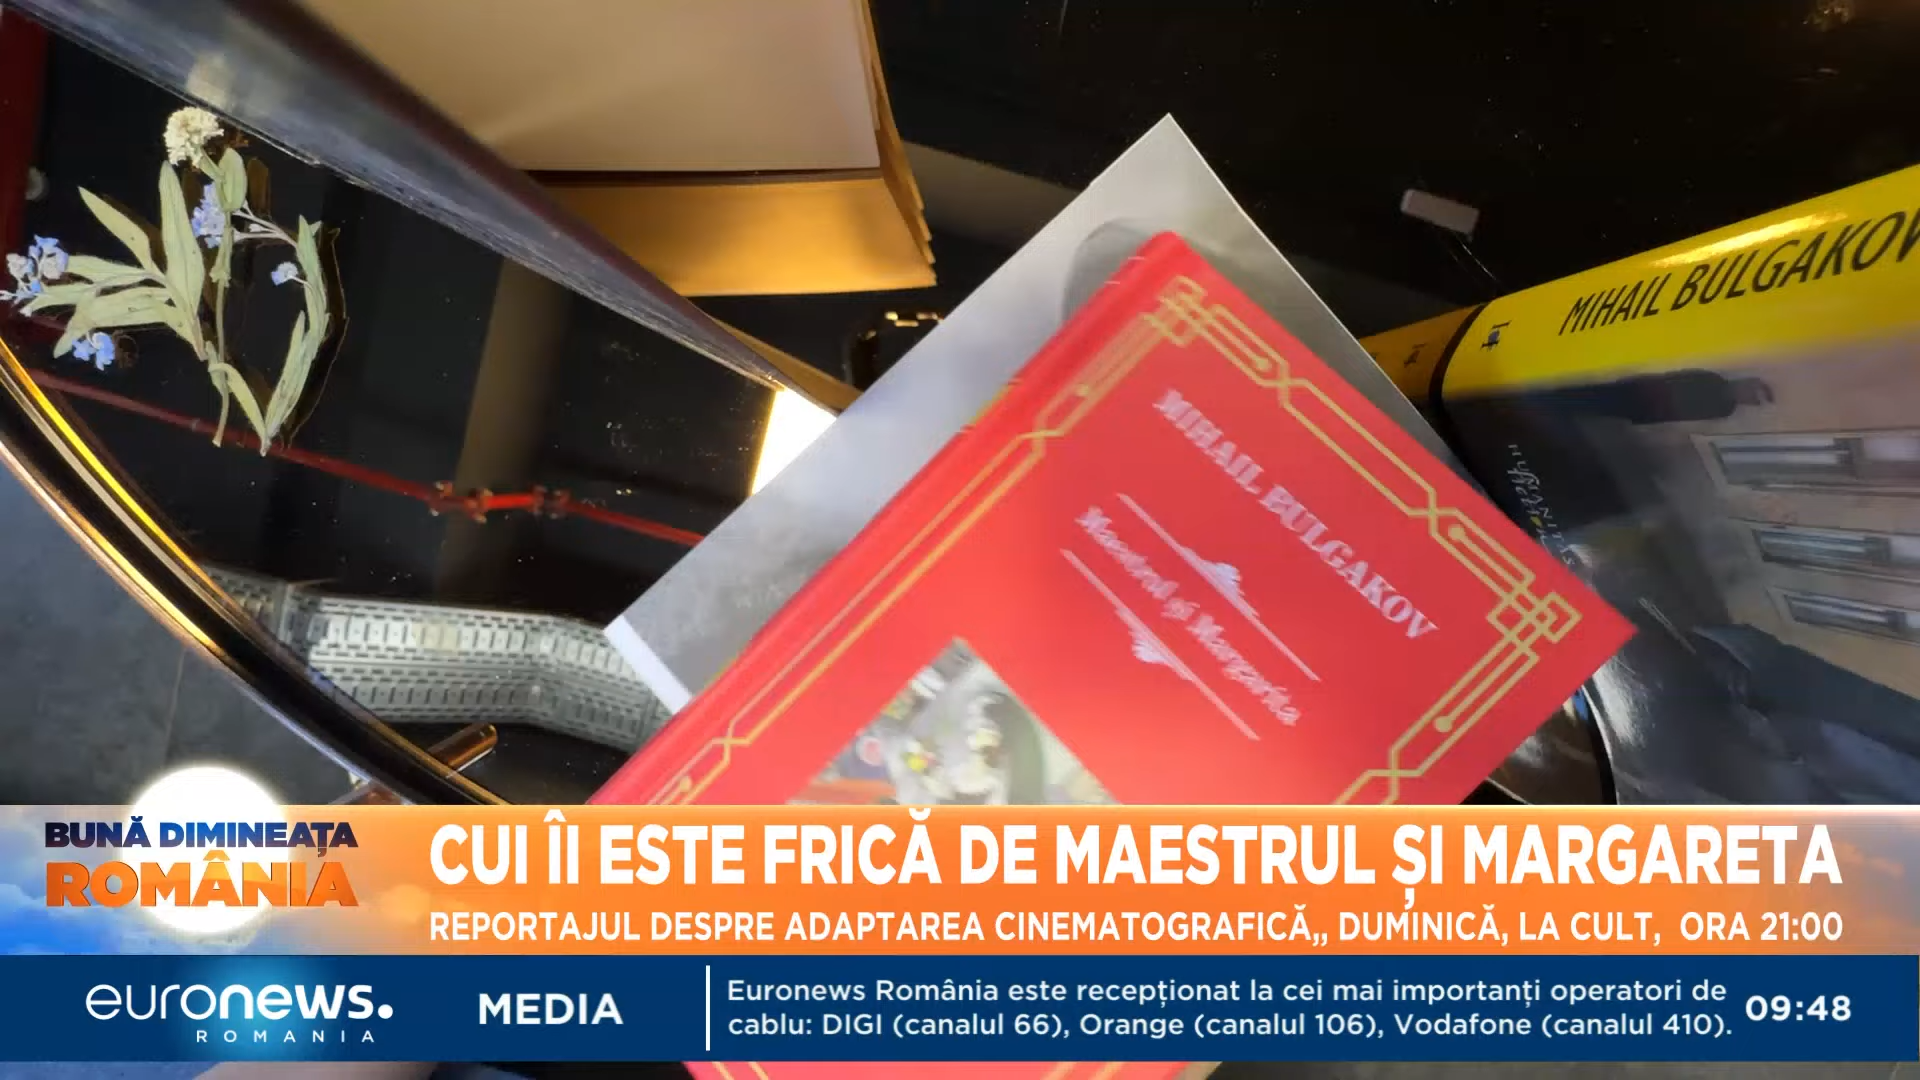 MIHAIL BULGAKOV
MIHAIL BULGAKOV
Maestrul și Margareta
BUNĂ DIMINEAȚA
ROMÂNIA
CUI ÎI ESTE FRICĂ DE MAESTRUL ȘI MARGARETA
REPORTAJUL DESPRE ADAPTAREA CINEMATOGRAFICĂ,, DUMINICĂ, LA CULT, ORA 21:00
euronews.
ROMANIA
MEDIA
Euronews România este recepționat la cei mai importanți operatori de
cablu: DIGI (canalul 66), Orange (canalul 106), Vodafone (canalul 410).
09:48